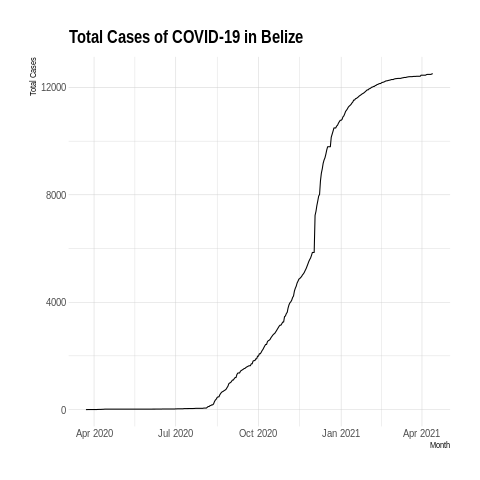 Total Cases of COVID-19 in Belize
Total Cases
12000
8000
4000
0
Apr 2020
Jul 2020
Oct 2020
Jan 2021
Apr 2021
Month